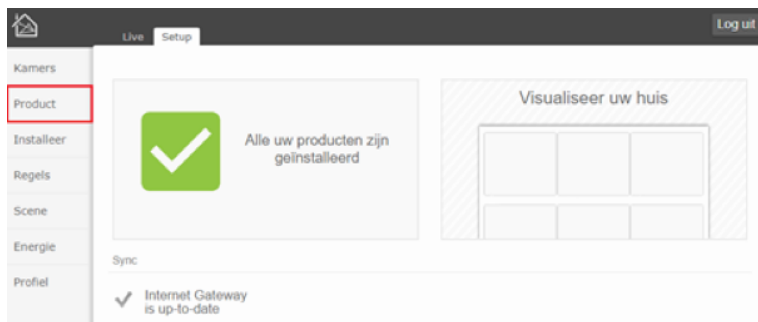 Live Setup Log uit
Kamers
Product
Installeer
Regels
Scene
Energie
Profiel
Alle uw producten zijn
geïnstalleerd
Visualiseer uw huis
Sync
Internet Gateway
is up-to-date